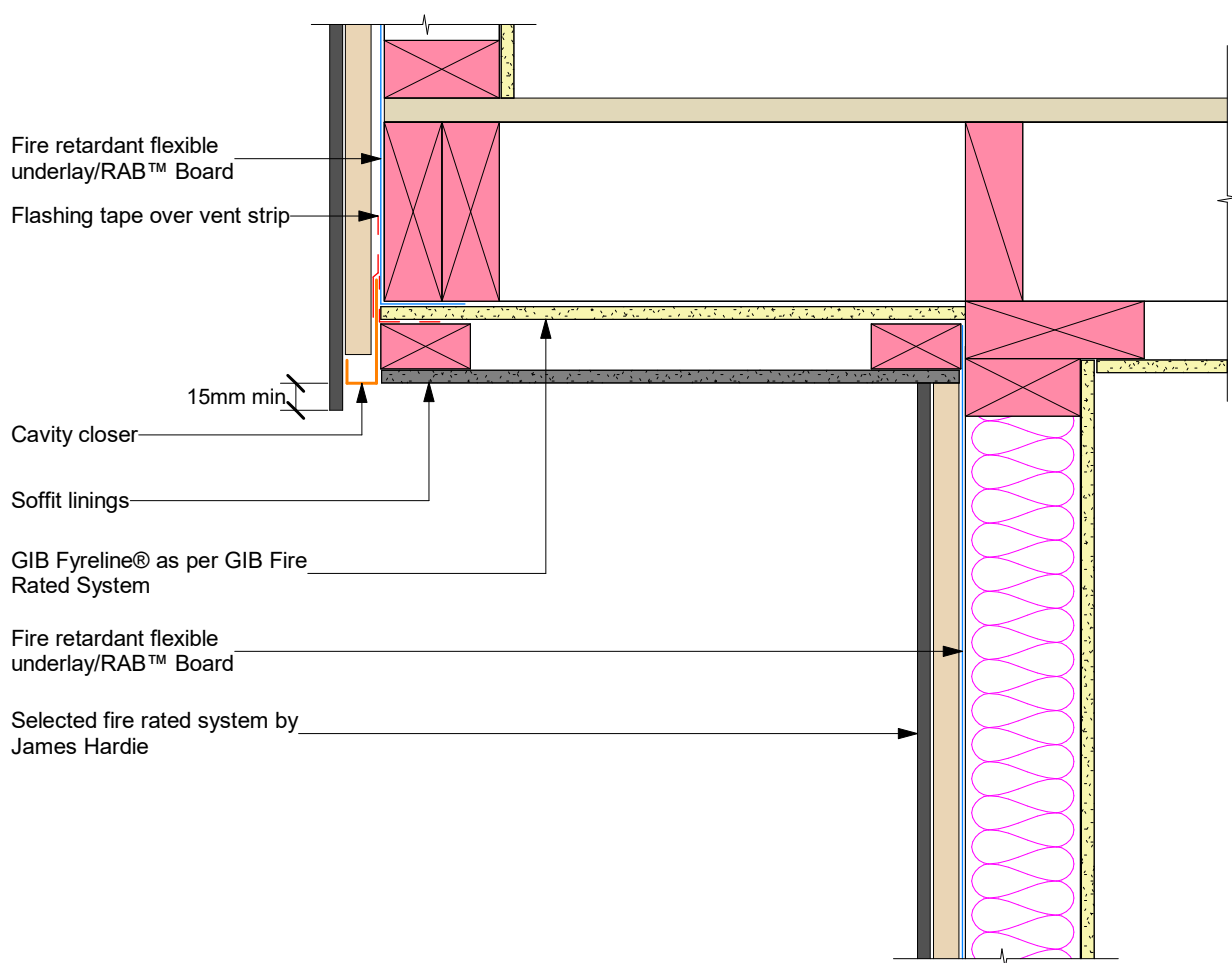 Fire retardant flexible
underlay/RAB™ Board
Flashing tape over vent strip
15mm min
Cavity closer
Soffit linings
GIB Fyreline® as per GIB Fire
Rated System
Fire retardant flexible
underlay/RAB™ Board
Selected fire rated system by
James Hardie